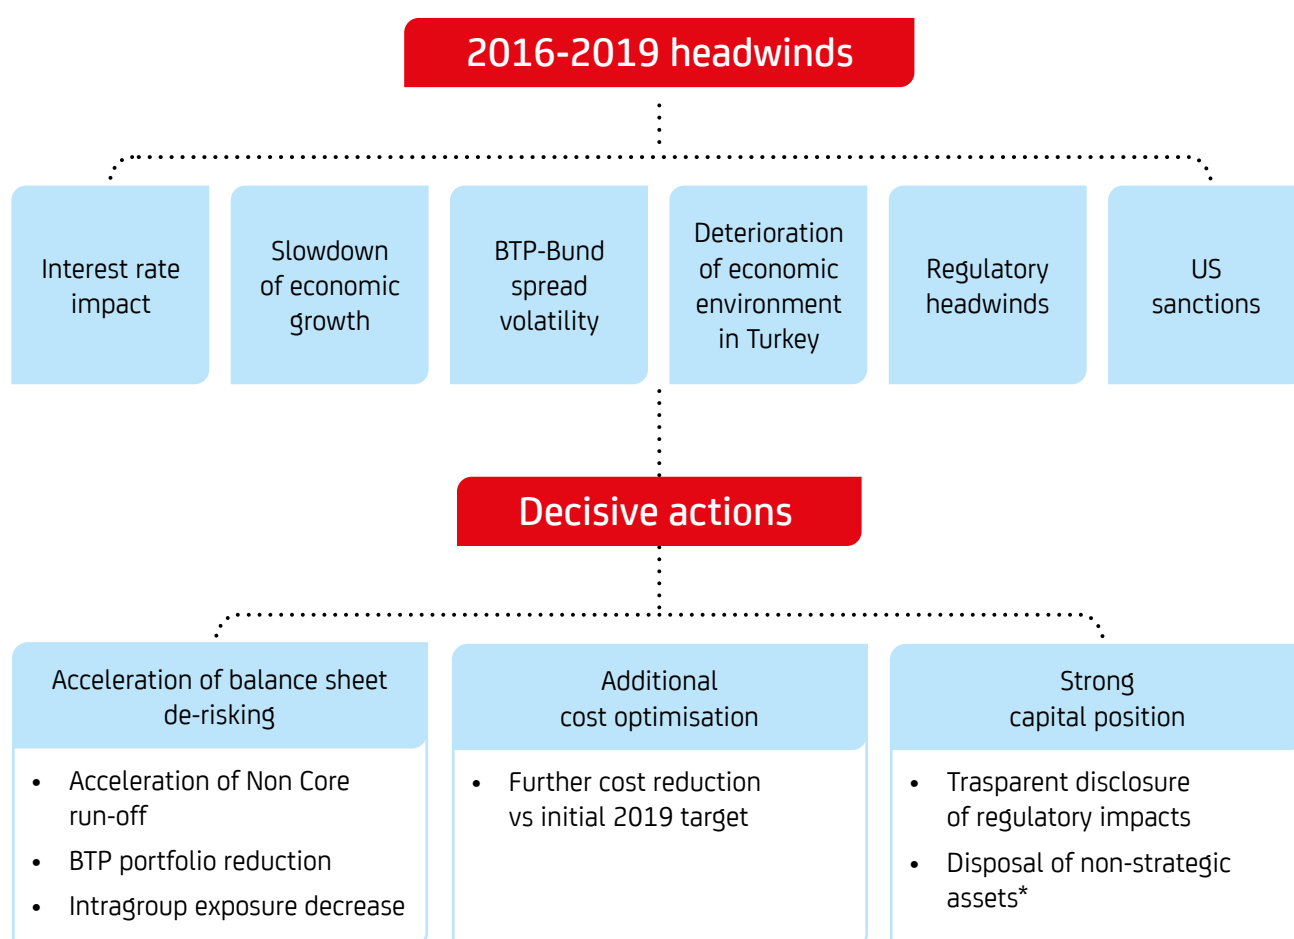 2016-2019 headwinds
Interest rate
impact
Slowdown
of economic
growth
BTP-Bund
spread
volatility
Deterioration
of economic
environment
in Turkey
Regulatory
headwinds
US
sanctions
Decisive actions
Acceleration of balance sheet
de-risking
• Acceleration of Non Core
run-off
• BTP portfolio reduction
• Intragroup exposure decrease
Additional
cost optimisation
• Further cost reduction
vs initial 2019 target
Strong
capital position
• Trasparent disclosure
of regulatory impacts
• Disposal of non-strategic
assets*